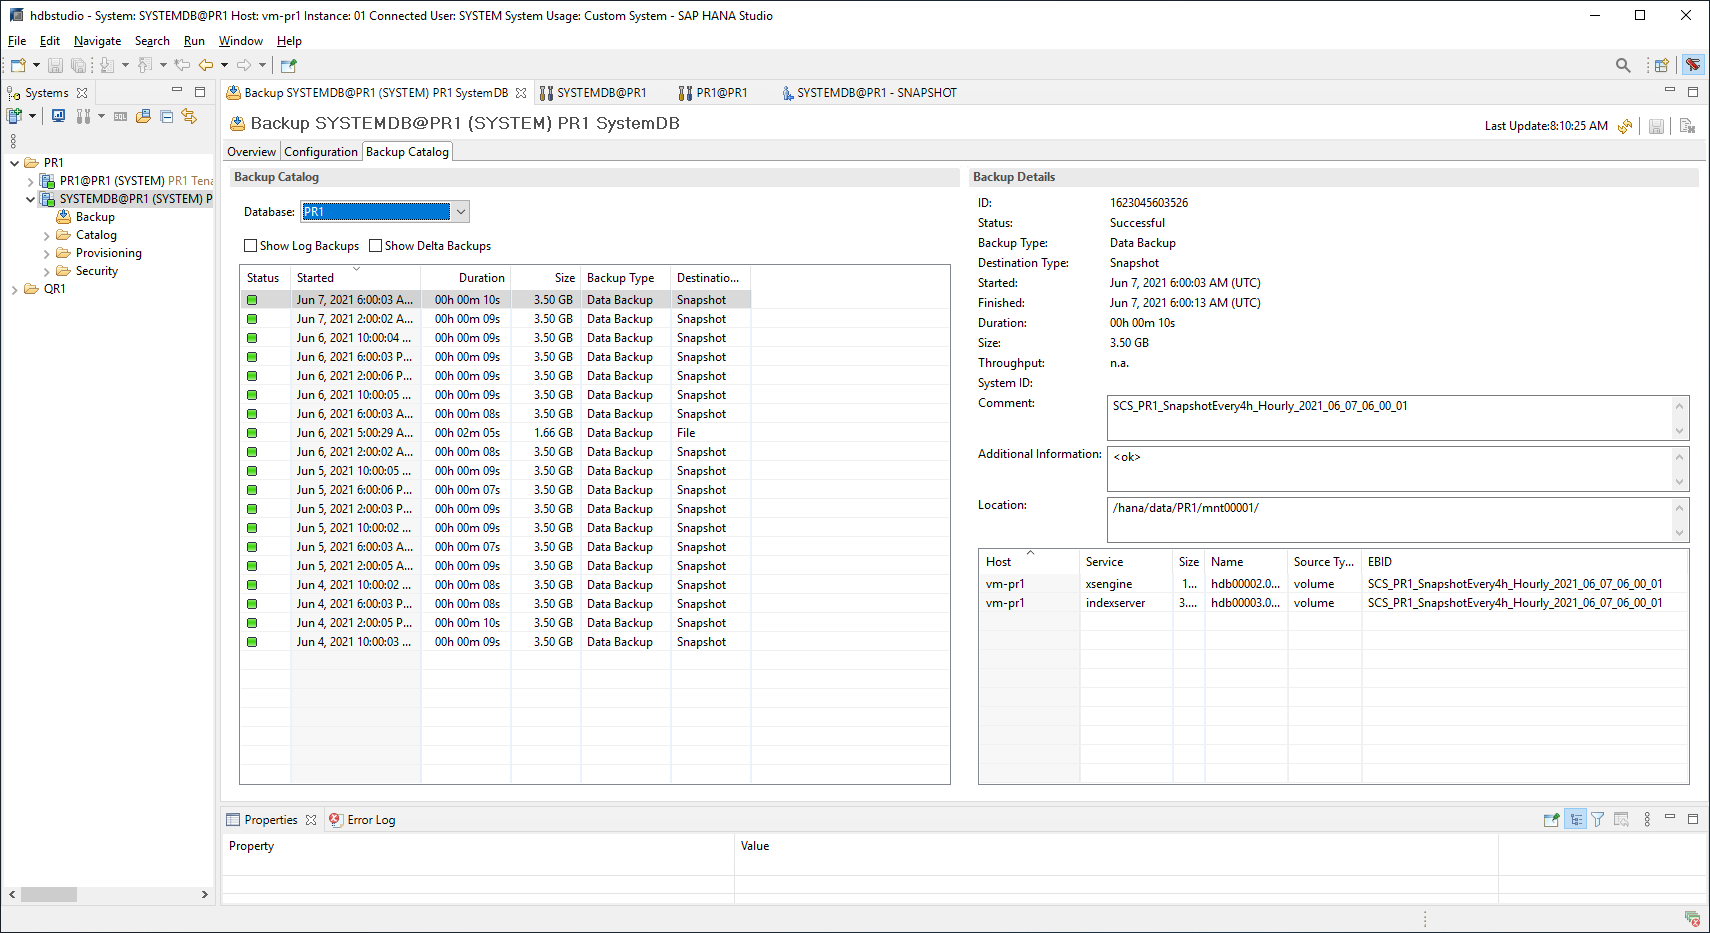 hdbstudio - System: SYSTEMDB@PR1 Host: vm-pr1 Instance: 01 Connected User: SYSTEM System Usage: Custom System - SAP HANA Studio
File Edit Navigate Search Run Window Help
Systems
PR1
PR1@PR1 (SYSTEM) PR1 Tena
SYSTEMDB@PR1 (SYSTEM) P
Backup
Catalog
Provisioning
Security
QR1
Backup SYSTEMDB@PR1 (SYSTEM) PR1 SystemDB SYSTEMDB@PR1 PR1@PR1 SYSTEMDB@PR1 - SNAPSHOT
Backup SYSTEMDB@PR1 (SYSTEM) PR1 SystemDB
Last Update:8:10:25 AM
Overview Configuration Backup Catalog
Backup Catalog
Database: PR1
Show Log Backups Show Delta Backups
Status Started Duration Size Backup Type Destinatio...
Jun 7, 2021 6:00:03 A... 00h 00m 10s 3.50 GB Data Backup Snapshot
Jun 7, 2021 2:00:02 A... 00h 00m 09s 3.50 GB Data Backup Snapshot
Jun 6, 2021 10:00:04 ... 00h 00m 09s 3.50 GB Data Backup Snapshot
Jun 6, 2021 6:00:03 P... 00h 00m 09s 3.50 GB Data Backup Snapshot
Jun 6, 2021 2:00:06 P... 00h 00m 09s 3.50 GB Data Backup Snapshot
Jun 6, 2021 10:00:05 ... 00h 00m 09s 3.50 GB Data Backup Snapshot
Jun 6, 2021 6:00:03 A... 00h 00m 08s 3.50 GB Data Backup Snapshot
Jun 6, 2021 5:00:29 A... 00h 02m 05s 1.66 GB Data Backup File
Jun 6, 2021 2:00:02 A... 00h 00m 08s 3.50 GB Data Backup Snapshot
Jun 5, 2021 10:00:05 ... 00h 00m 09s 3.50 GB Data Backup Snapshot
Jun 5, 2021 6:00:06 P... 00h 00m 07s 3.50 GB Data Backup Snapshot
Jun 5, 2021 2:00:03 P... 00h 00m 09s 3.50 GB Data Backup Snapshot
Jun 5, 2021 10:00:02 ... 00h 00m 09s 3.50 GB Data Backup Snapshot
Jun 5, 2021 6:00:03 A... 00h 00m 07s 3.50 GB Data Backup Snapshot
Jun 5, 2021 2:00:05 A... 00h 00m 09s 3.50 GB Data Backup Snapshot
Jun 4, 2021 10:00:02 ... 00h 00m 08s 3.50 GB Data Backup Snapshot
Jun 4, 2021 6:00:03 P... 00h 00m 08s 3.50 GB Data Backup Snapshot
Jun 4, 2021 2:00:05 P... 00h 00m 10s 3.50 GB Data Backup Snapshot
Jun 4, 2021 10:00:03 ... 00h 00m 09s 3.50 GB Data Backup Snapshot
Backup Details
ID: 1623045603526
Status: Successful
Backup Type: Data Backup
Destination Type: Snapshot
Started: Jun 7, 2021 6:00:03 AM (UTC)
Finished: Jun 7, 2021 6:00:13 AM (UTC)
Duration: 00h 00m 10s
Size: 3.50 GB
Throughput: n.a.
System ID:
Comment: SCS_PR1_SnapshotEvery4h_Hourly_2021_06_07_06_00_01
Additional Information: <ok>
Location: /hana/data/PR1/mnt00001/
Host Service Size Name Source Ty... EBID
vm-pr1 xsengine 1... hdb00002.0... volume SCS_PR1_SnapshotEvery4h_Hourly_2021_06_07_06_00_01
vm-pr1 indexserver 3.... hdb00003.0... volume SCS_PR1_SnapshotEvery4h_Hourly_2021_06_07_06_00_01
Properties Error Log
Property Value